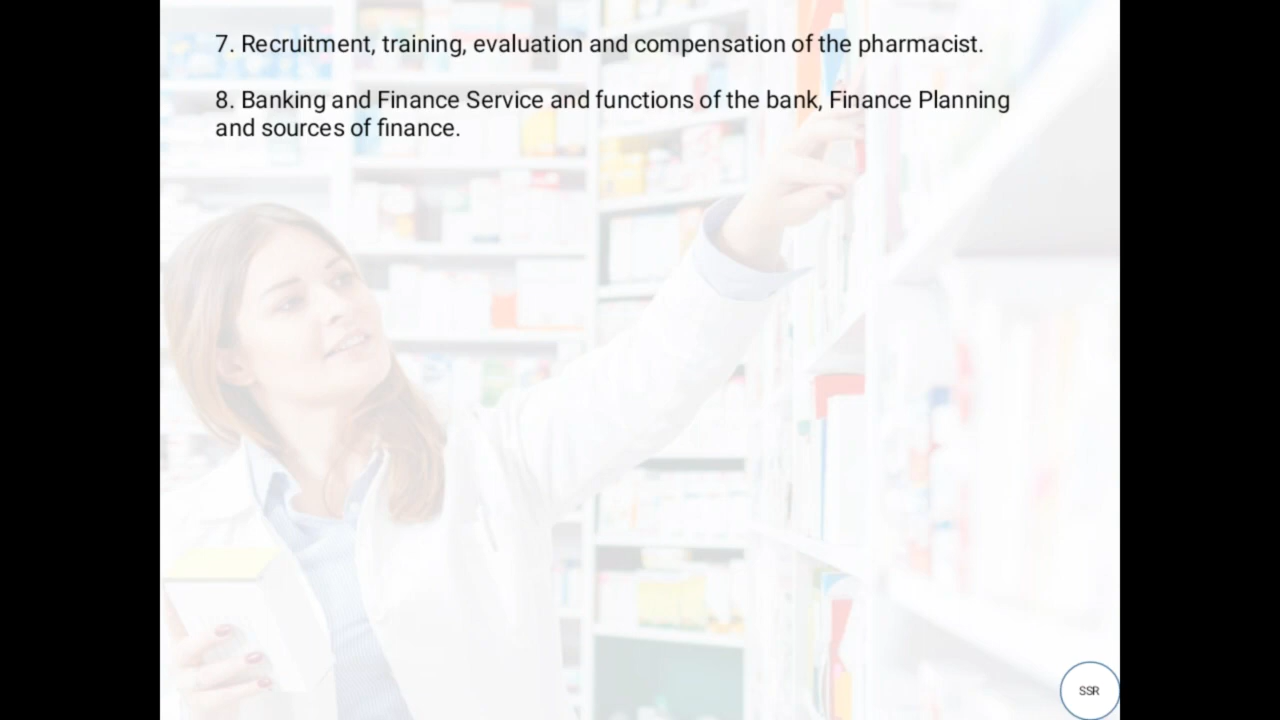 7. Recruitment, training, evaluation and compensation of the pharmacist.
8. Banking and Finance Service and functions of the bank, Finance Planning
and sources of finance.
SSR